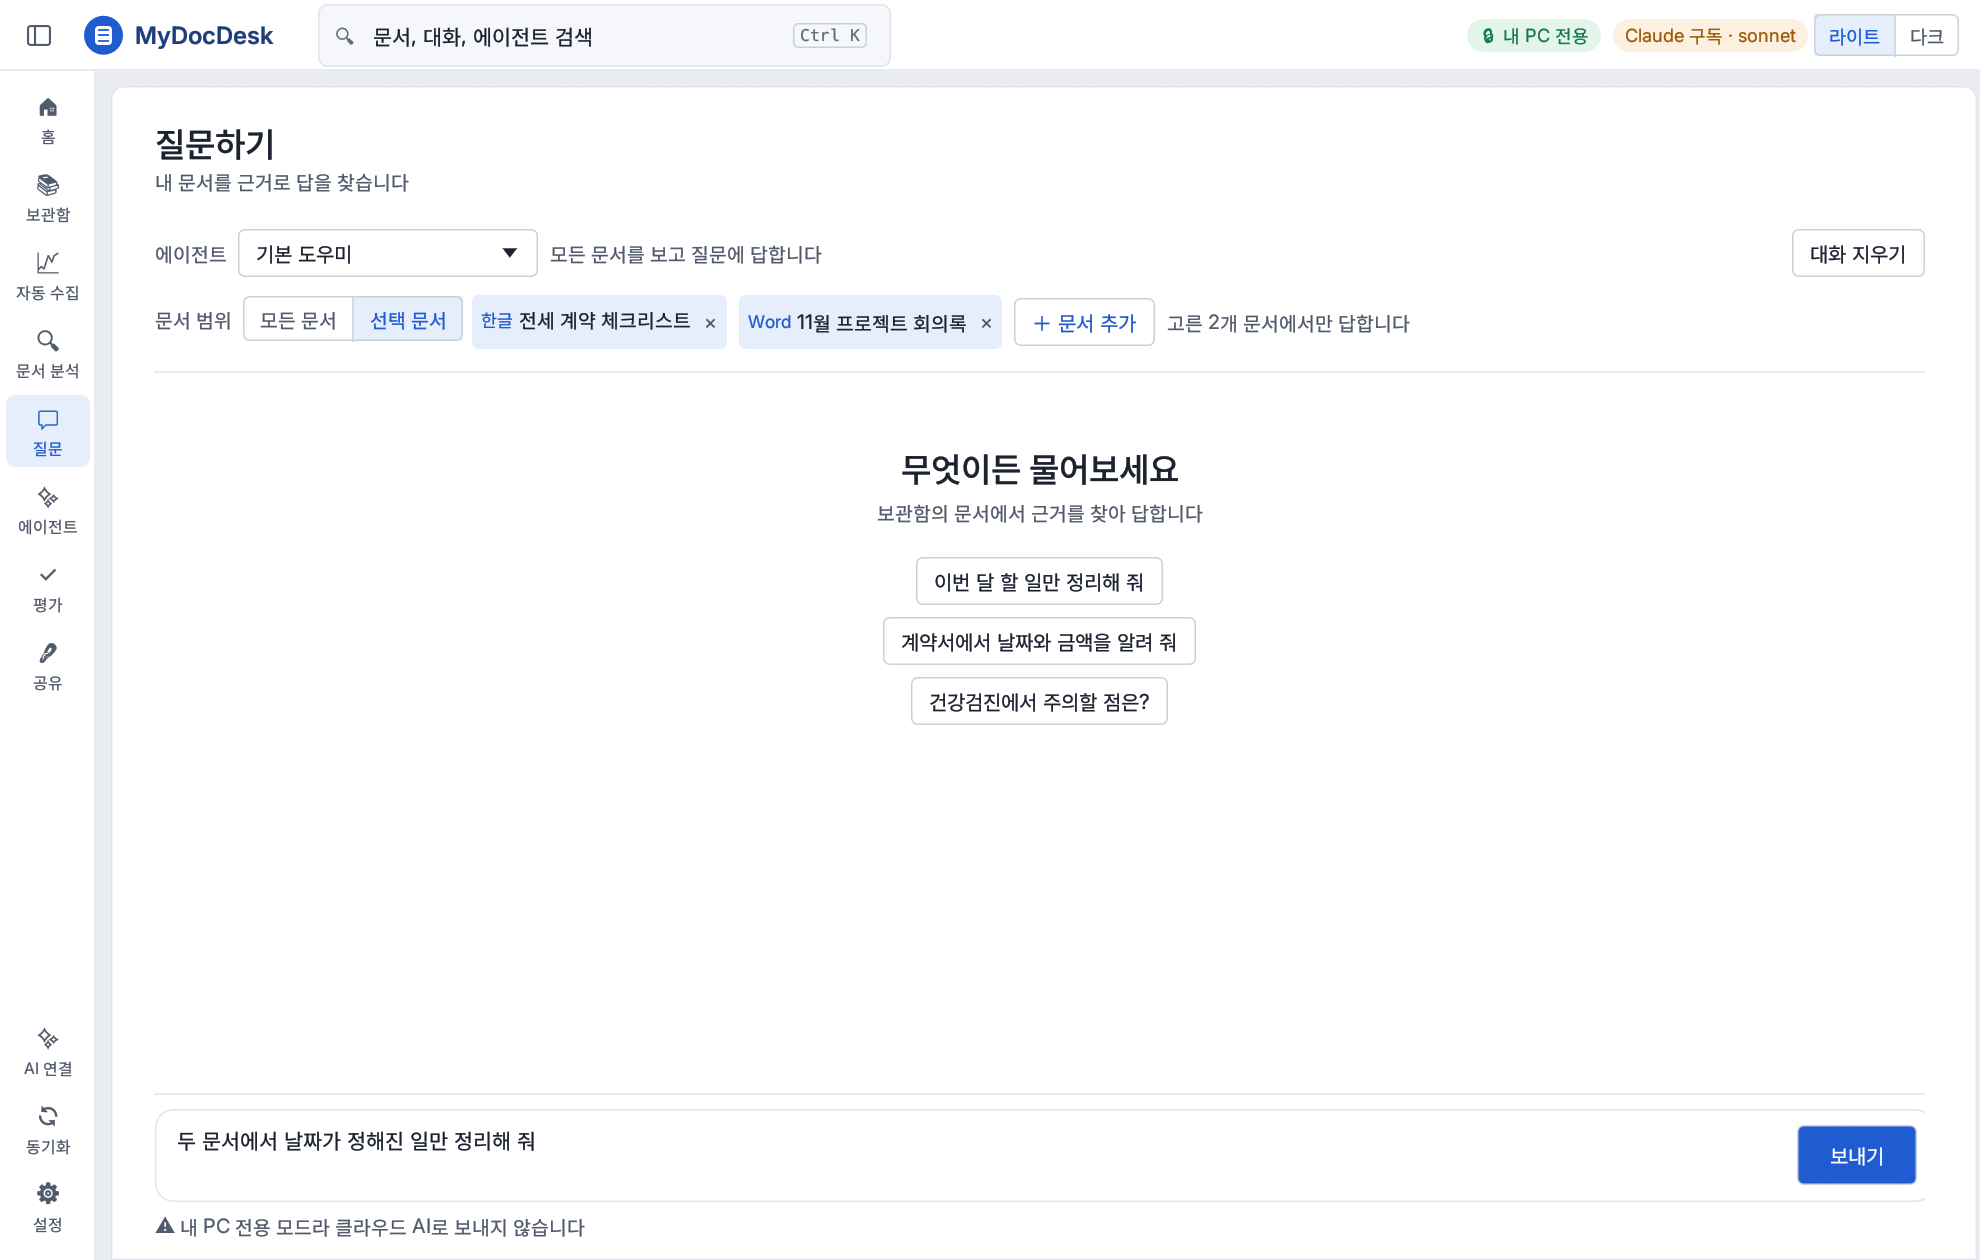 MyDocDesk
문서, 대화, 에이전트 검색
Ctrl K
내 PC 전용
Claude 구독 · sonnet
라이트
다크
홈
보관함
자동 수집
문서 분석
질문
에이전트
평가
공유
AI 연결
동기화
설정
질문하기
내 문서를 근거로 답을 찾습니다
에이전트 기본 도우미 ▼ 모든 문서를 보고 질문에 답합니다
대화 지우기
문서 범위 모든 문서 선택 문서 한글 전세 계약 체크리스트 × Word 11월 프로젝트 회의록 × + 문서 추가 고른 2개 문서에서만 답합니다
무엇이든 물어보세요
보관함의 문서에서 근거를 찾아 답합니다
이번 달 할 일만 정리해 줘
계약서에서 날짜와 금액을 알려 줘
건강검진에서 주의할 점은?
두 문서에서 날짜가 정해진 일만 정리해 줘
보내기
내 PC 전용 모드라 클라우드 AI로 보내지 않습니다